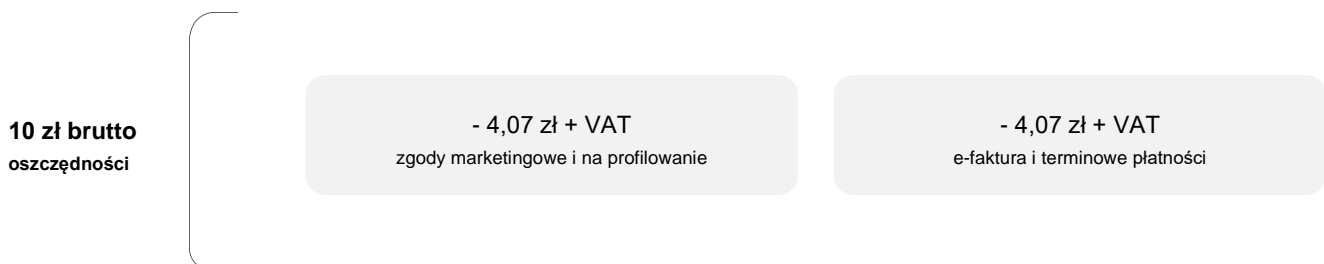 10 zł brutto
oszczędności
- 4,07 zł + VAT
zgody marketingowe i na profilowanie
- 4,07 zł + VAT
e-faktura i terminowe płatności